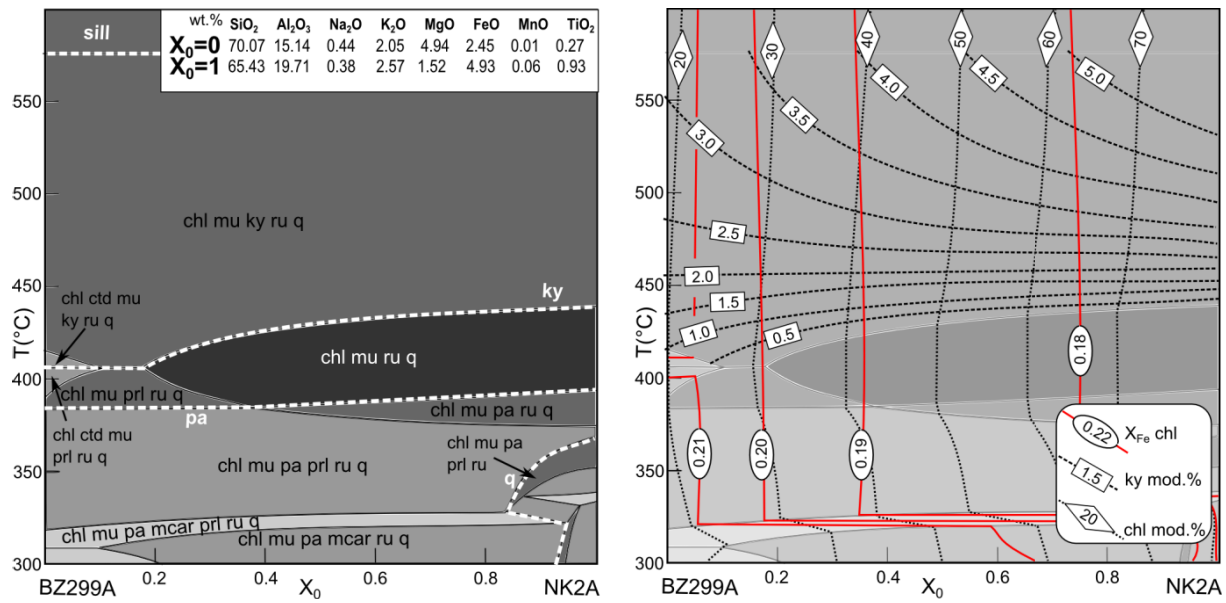 wt.% SiO₂ Al₂O₃ Na₂O K₂O MgO FeO MnO TiO₂
X₀=0 70.07 15.14 0.44 2.05 4.94 2.45 0.01 0.27
X₀=1 65.43 19.71 0.38 2.57 1.52 4.93 0.06 0.93
sill
550
500
450
T(°C)
400
350
300
chl mu ky ru q
chl ctd mu
ky ru q
ky
chl mu ru q
chl mu prl ru q
pa
chl mu pa ru q
chl ctd mu
prl ru q
chl mu pa
prl ru
q
chl mu pa prl ru q
chl mu pa mcar prl ru q
chl mu pa mcar ru q
0.2 0.4 0.6 0.8
BZ299A X₀ NK2A
20 30 40 50 60 70
550
500
450
T(°C)
400
350
300
3.0 3.5 4.0 4.5 5.0
2.5
2.0
1.5
1.0
0.5
0.18
0.21 0.20 0.19
0.22 X_Fe chl
1.5 ky mod.%
20 chl mod.%
0.2 0.4 0.6 0.8
BZ299A X₀ NK2A